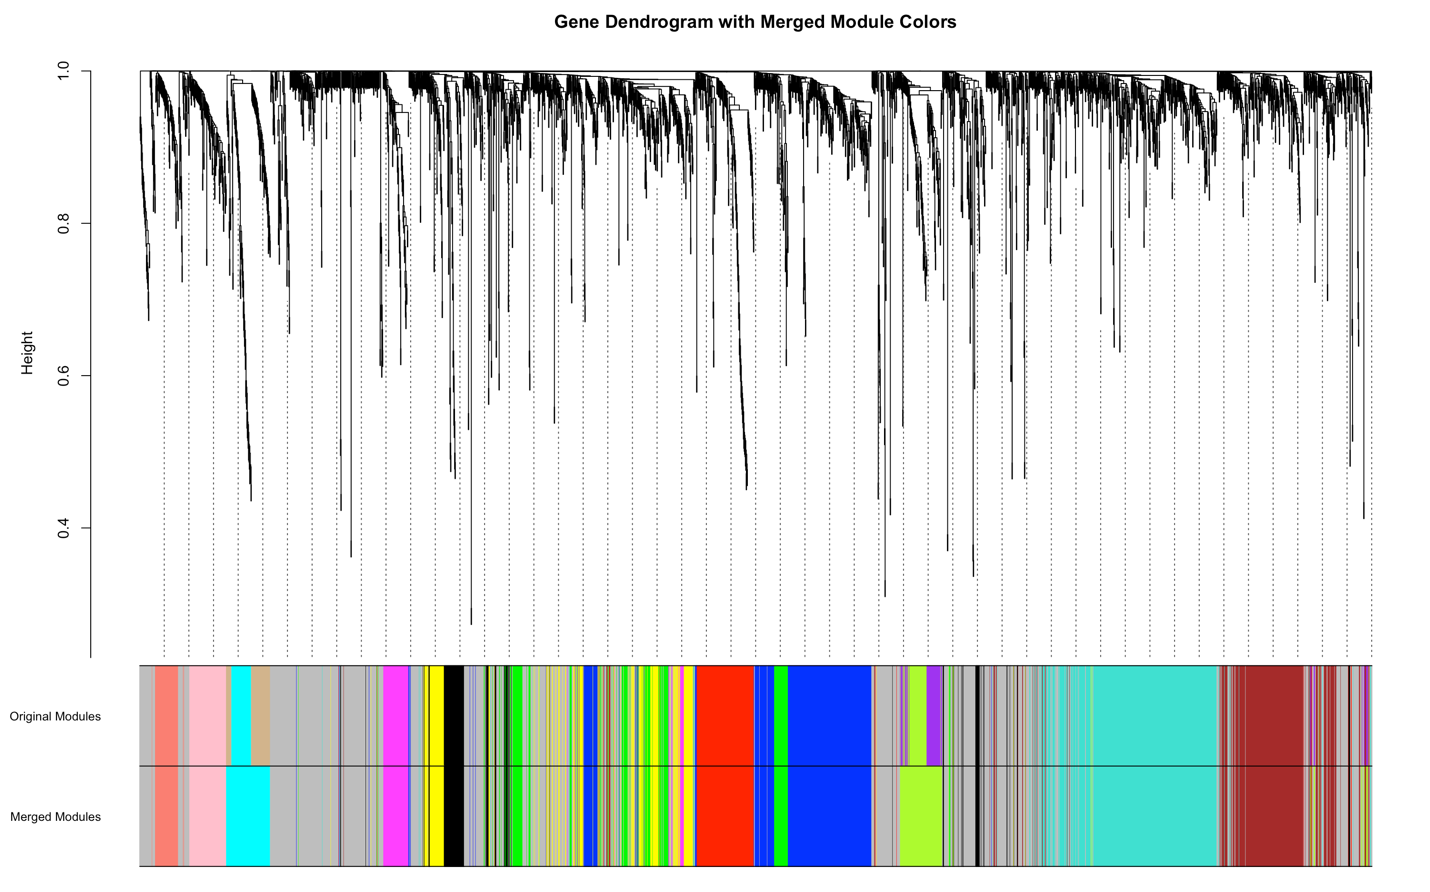 Gene Dendrogram with Merged Module Colors
1.0
0.8
0.6
0.4
Height
Original Modules
Merged Modules